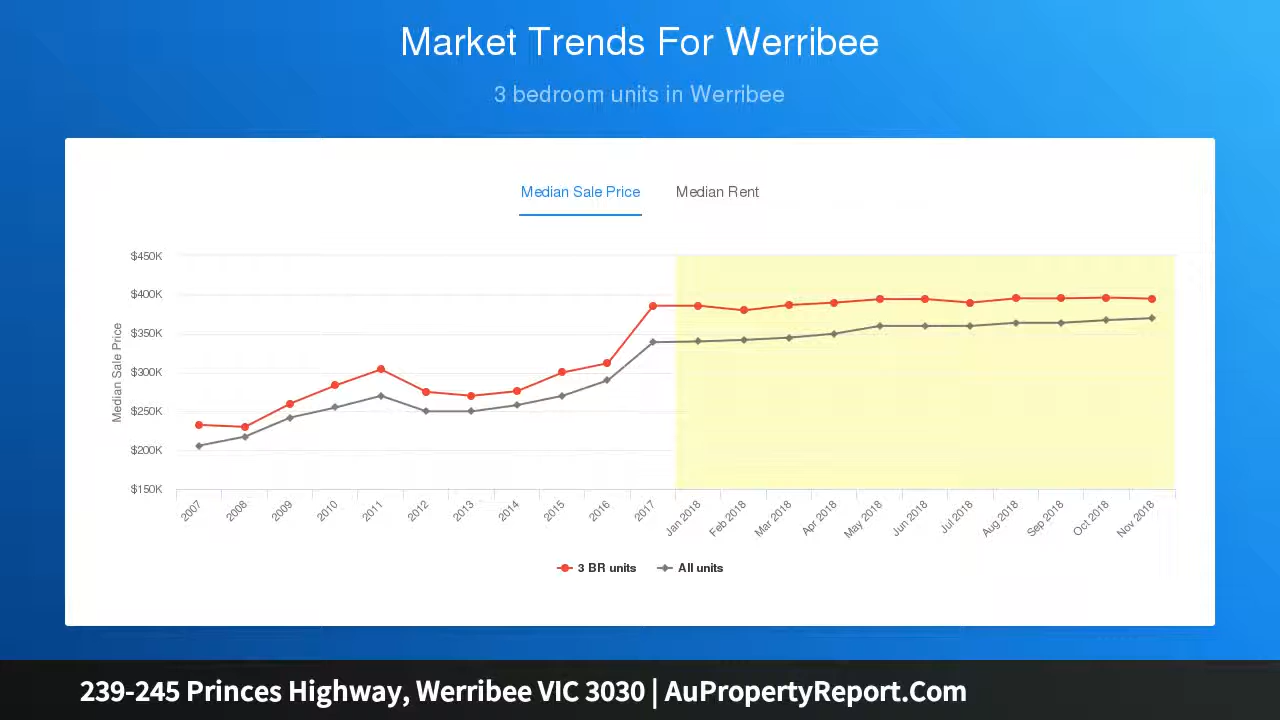 Market Trends For Werribee
3 bedroom units in Werribee
Median Sale Price Median Rent
Median Sale Price
$450K
$400K
$350K
$300K
$250K
$200K
$150K
2007 2008 2009 2010 2011 2012 2013 2014 2015 2016 2017 Jan 2018 Feb 2018 Mar 2018 Apr 2018 May 2018 Jun 2018 Jul 2018 Aug 2018 Sep 2018 Oct 2018 Nov 2018
3 BR units All units
239-245 Princes Highway, Werribee VIC 3030 | AuPropertyReport.Com